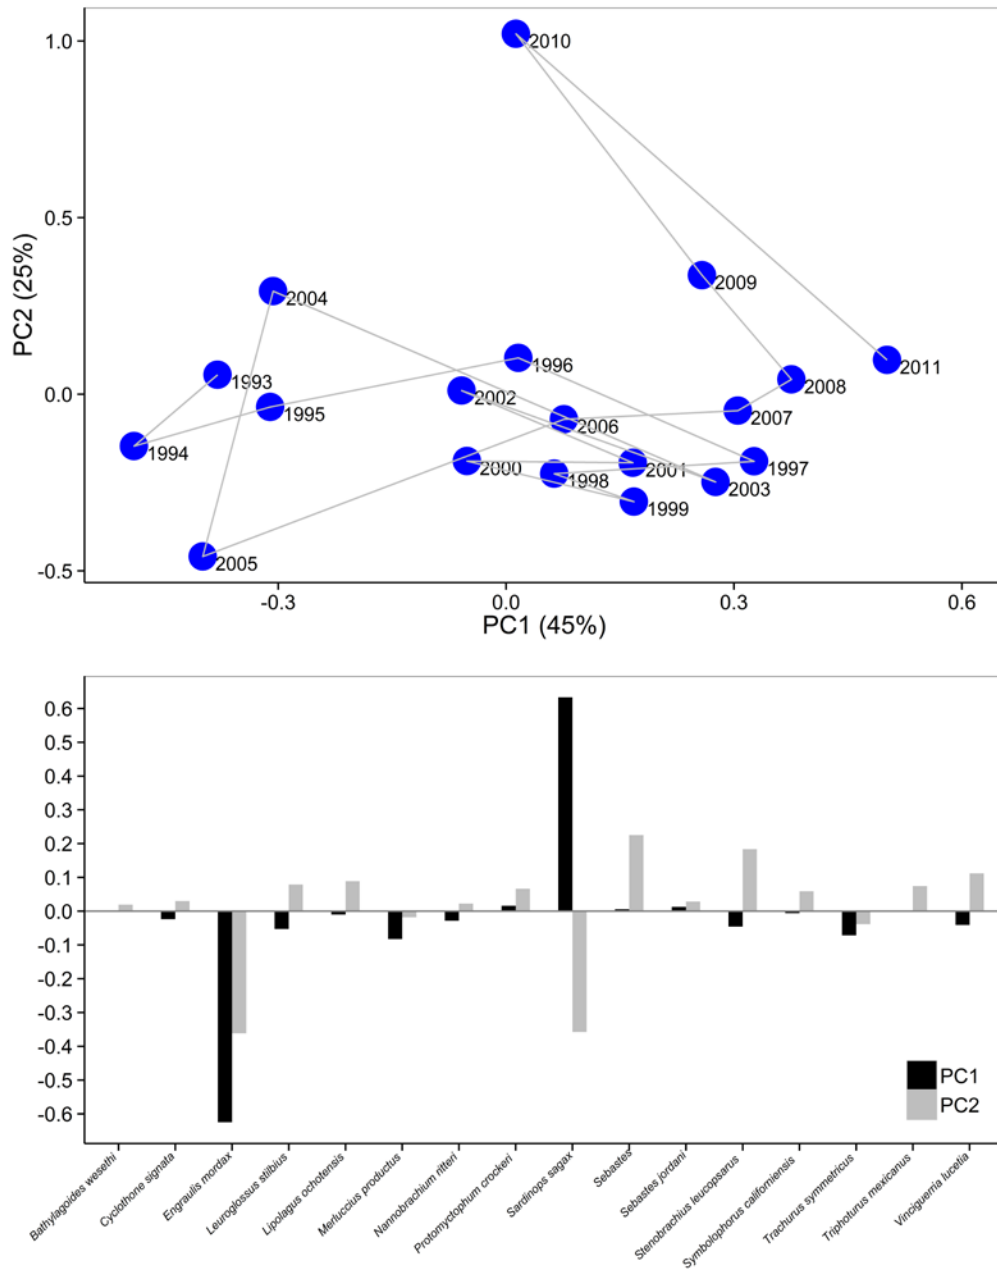 1.0
0.5
0.0
-0.5
PC2 (25%)
2010
2009
2004
1996
2011
1993
2008
2002
1995
2007
2006
1994
2000
2001
1997
1998
2003
1999
2005
-0.3 0.0 0.3 0.6
PC1 (45%)
0.6
0.5
0.4
0.3
0.2
0.1
0.0
-0.1
-0.2
-0.3
-0.4
-0.5
-0.6
PC1
PC2
Bathylagoides wesethi
Cyclothone signata
Engraulis mordax
Leuroglossus stilbius
Lipolagus ochotensis
Merluccius productus
Nannobrachium ritteri
Protomyctophum crockeri
Sardinops sagax
Sebastes
Sebastes jordani
Stenobrachius leucopsarus
Symbolophorus californiensis
Trachurus symmetricus
Triphoturus mexicanus
Vinciguerria lucetia